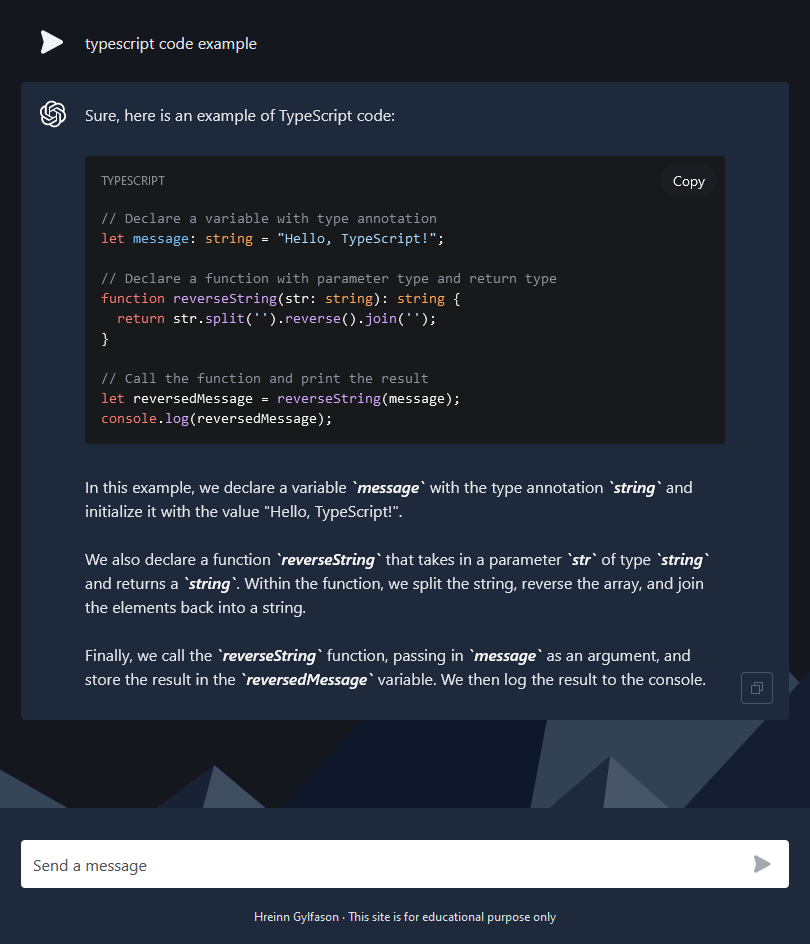 typescript code example
Sure, here is an example of TypeScript code:
TYPESCRIPT
Copy
// Declare a variable with type annotation
let message: string = "Hello, TypeScript!";
// Declare a function with parameter type and return type
function reverseString(str: string): string {
  return str.split('').reverse().join('');
}
// Call the function and print the result
let reversedMessage = reverseString(message);
console.log(reversedMessage);
In this example, we declare a variable `message` with the type annotation `string` and
initialize it with the value "Hello, TypeScript!".
We also declare a function `reverseString` that takes in a parameter `str` of type `string`
and returns a `string`. Within the function, we split the string, reverse the array, and join
the elements back into a string.
Finally, we call the `reverseString` function, passing in `message` as an argument, and
store the result in the `reversedMessage` variable. We then log the result to the console.
Send a message
Hreinn Gylfason · This site is for educational purpose only